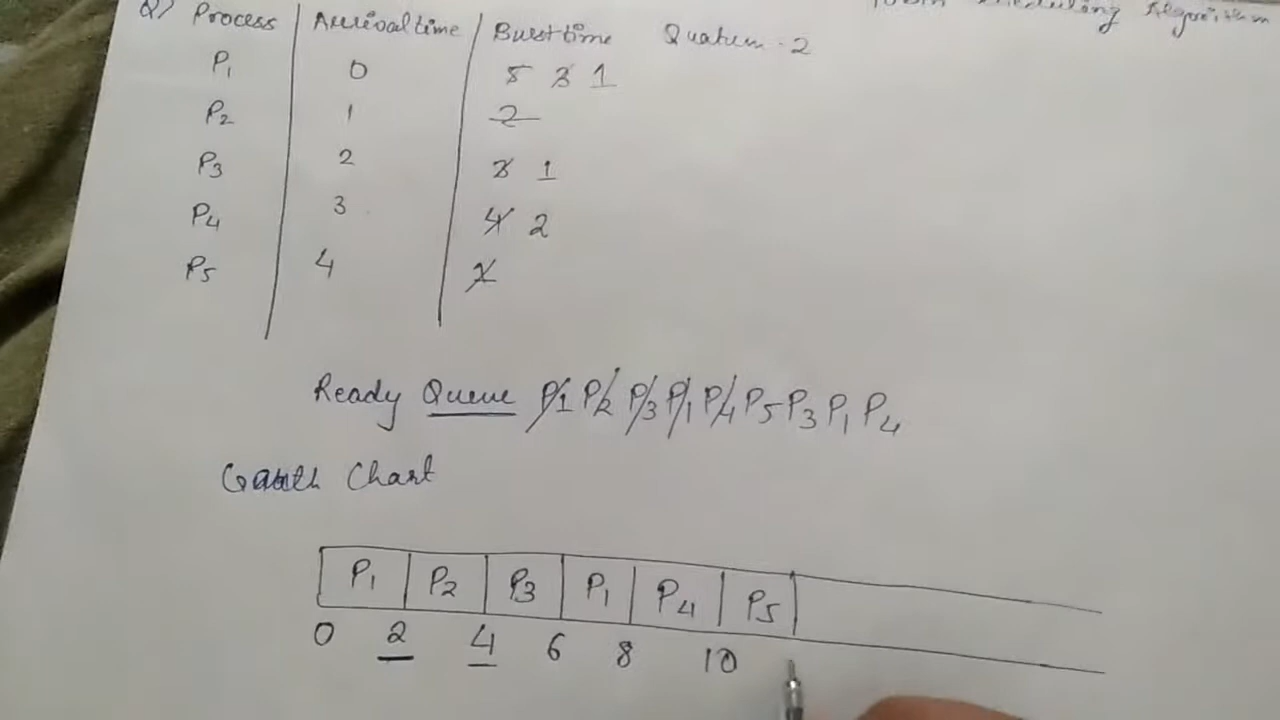 Q/ Process Arrival time Burst time Quatum - 2 Scheduling Algorithm
P1 0 5 3 1
P2 1 2
P3 2 3 1
P4 3 4 2
P5 4
Ready Queue P1 P2 P3 P1 P4 P5 P3 P1 P4
Chart
P1 P2 P3 P1 P4 P5
0 2 4 6 8 10